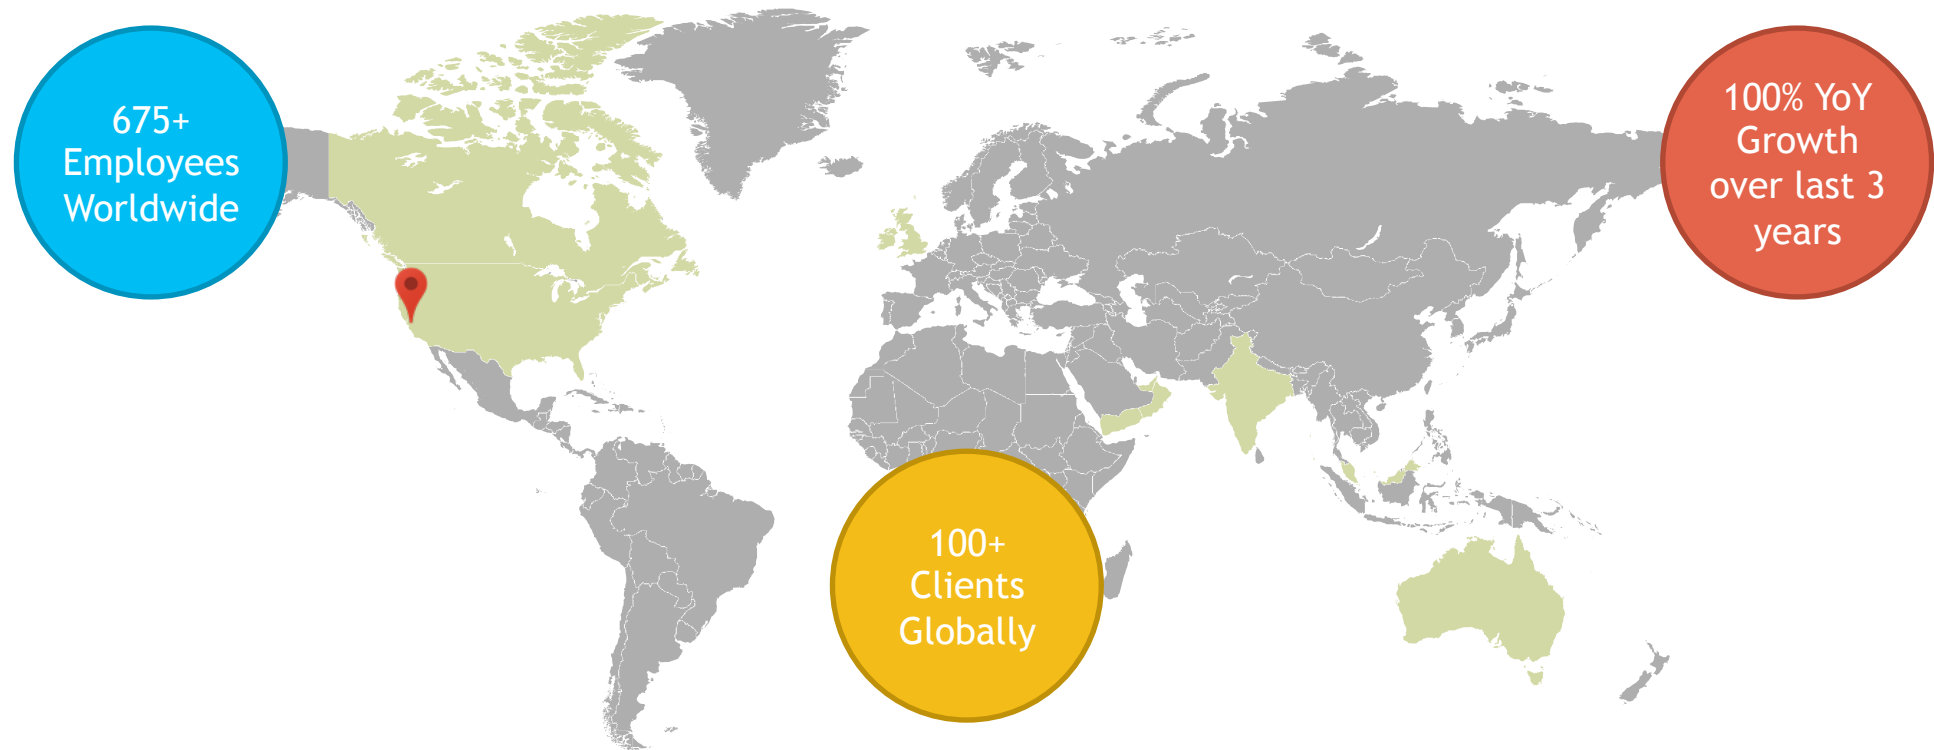 675+
Employees
Worldwide
100% YoY
Growth
over last 3
years
100+
Clients
Globally